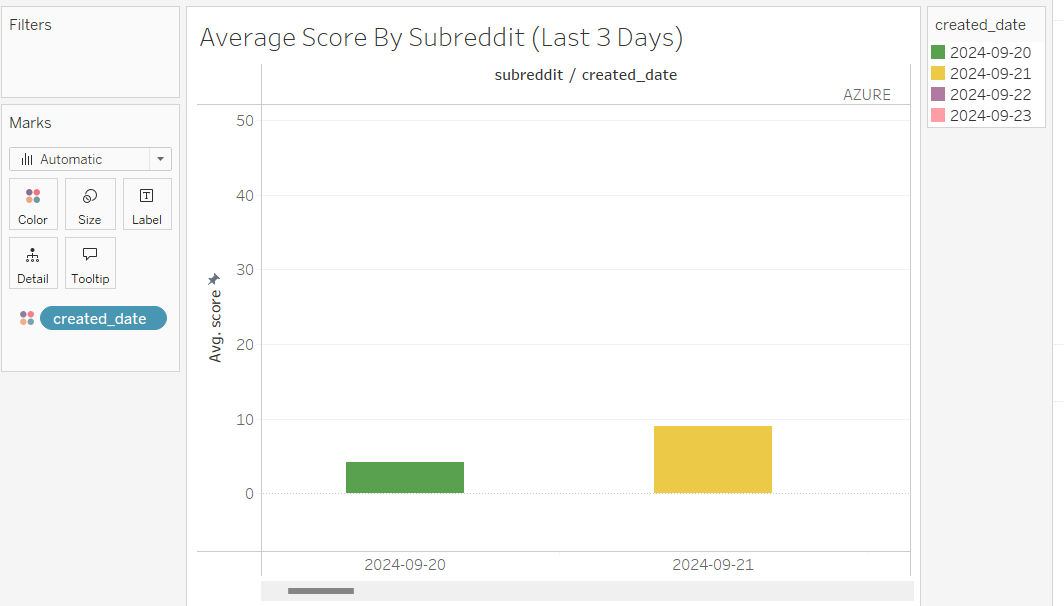 Filters
Marks
Automatic
Color
Size
Label
Detail
Tooltip
created_date
Average Score By Subreddit (Last 3 Days)
subreddit / created_date
AZURE
Avg. score
50
40
30
20
10
0
2024-09-20
2024-09-21
created_date
2024-09-20
2024-09-21
2024-09-22
2024-09-23